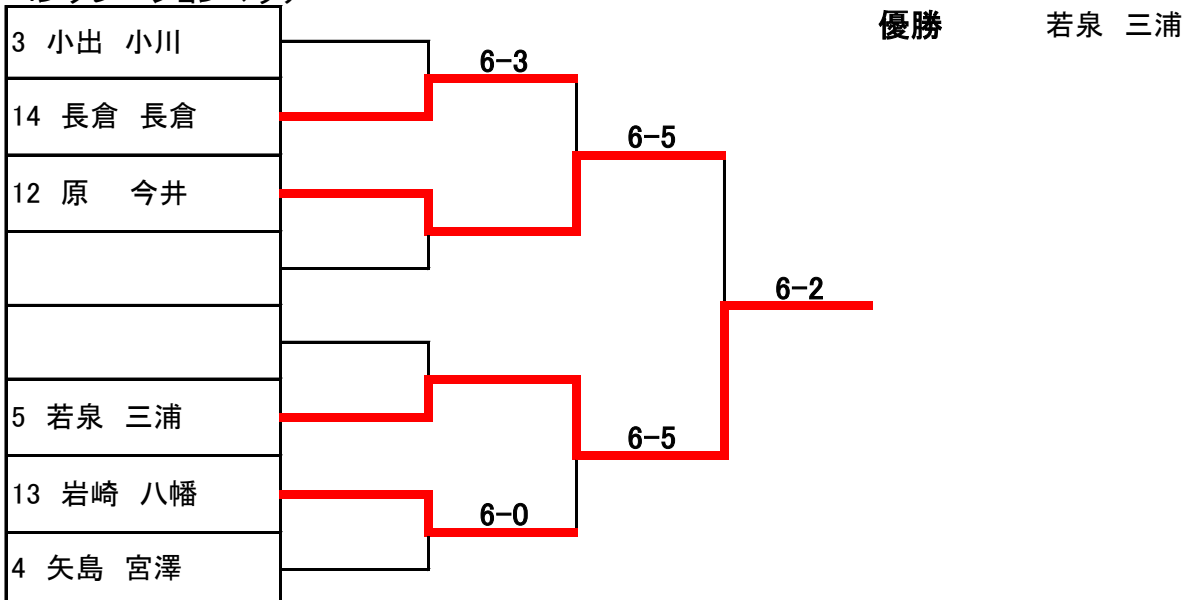 優勝 若泉 三浦
3 小出 小川
6-3
14 長倉 長倉
6-5
12 原 今井
6-2
5 若泉 三浦
6-5
13 岩崎 八幡
6-0
4 矢島 宮澤